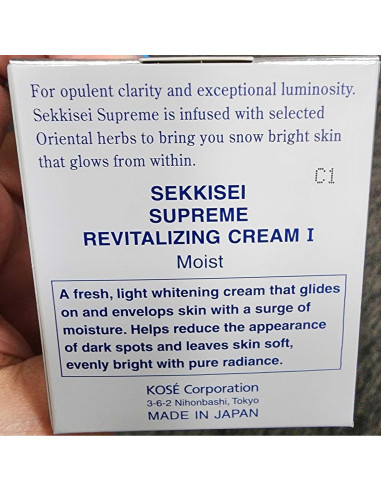 For opulent clarity and exceptional luminosity.
Sekkisei Supreme is infused with selected
Oriental herbs to bring you snow bright skin
that glows from within.
C1
SEKKISEI
SUPREME
REVITALIZING CREAM I
Moist
A fresh, light whitening cream that glides
on and envelops skin with a surge of
moisture. Helps reduce the appearance
of dark spots and leaves skin soft,
evenly bright with pure radiance.
KOSÉ Corporation
3-6-2 Nihonbashi, Tokyo
MADE IN JAPAN